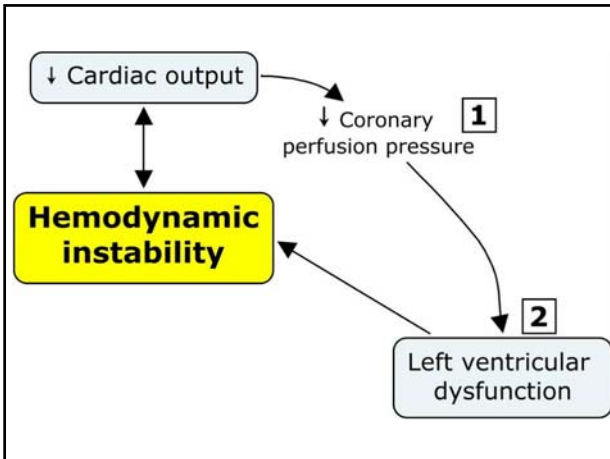 ↓ Cardiac output
↓ Coronary
perfusion pressure
1
Hemodynamic
instability
2
Left ventricular
dysfunction